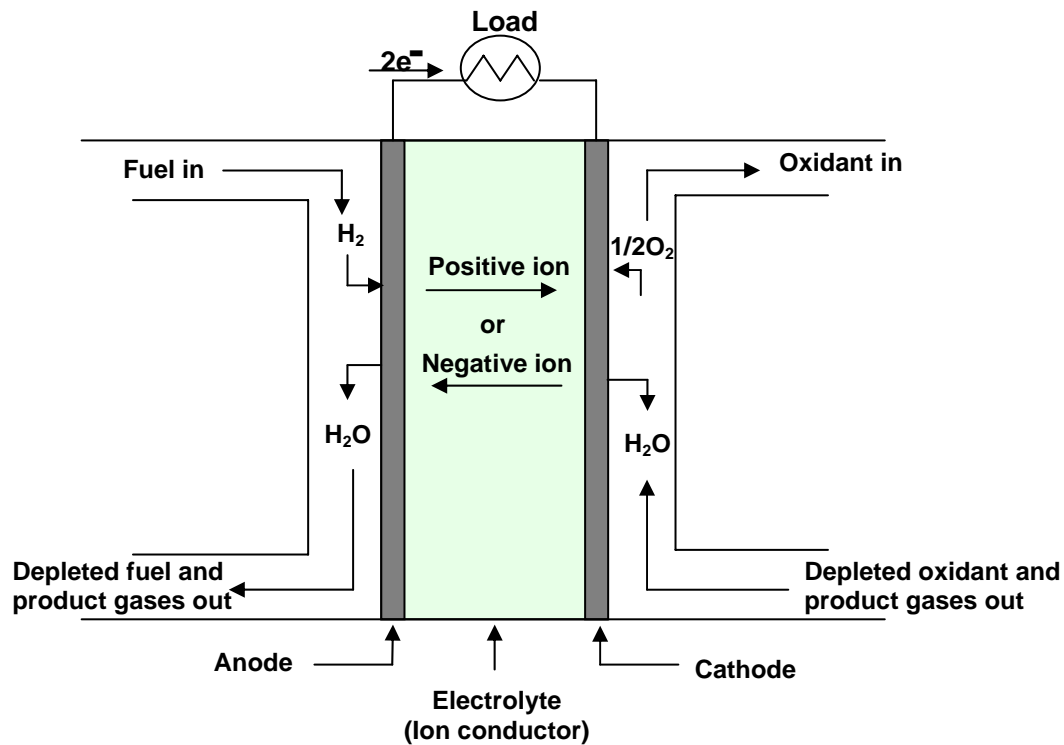 Load
2e⁻
Fuel in
Oxidant in
H₂
1/2O₂
Positive ion
or
Negative ion
H₂O
H₂O
Depleted fuel and
product gases out
Depleted oxidant and
product gases out
Anode
Cathode
Electrolyte
(Ion conductor)